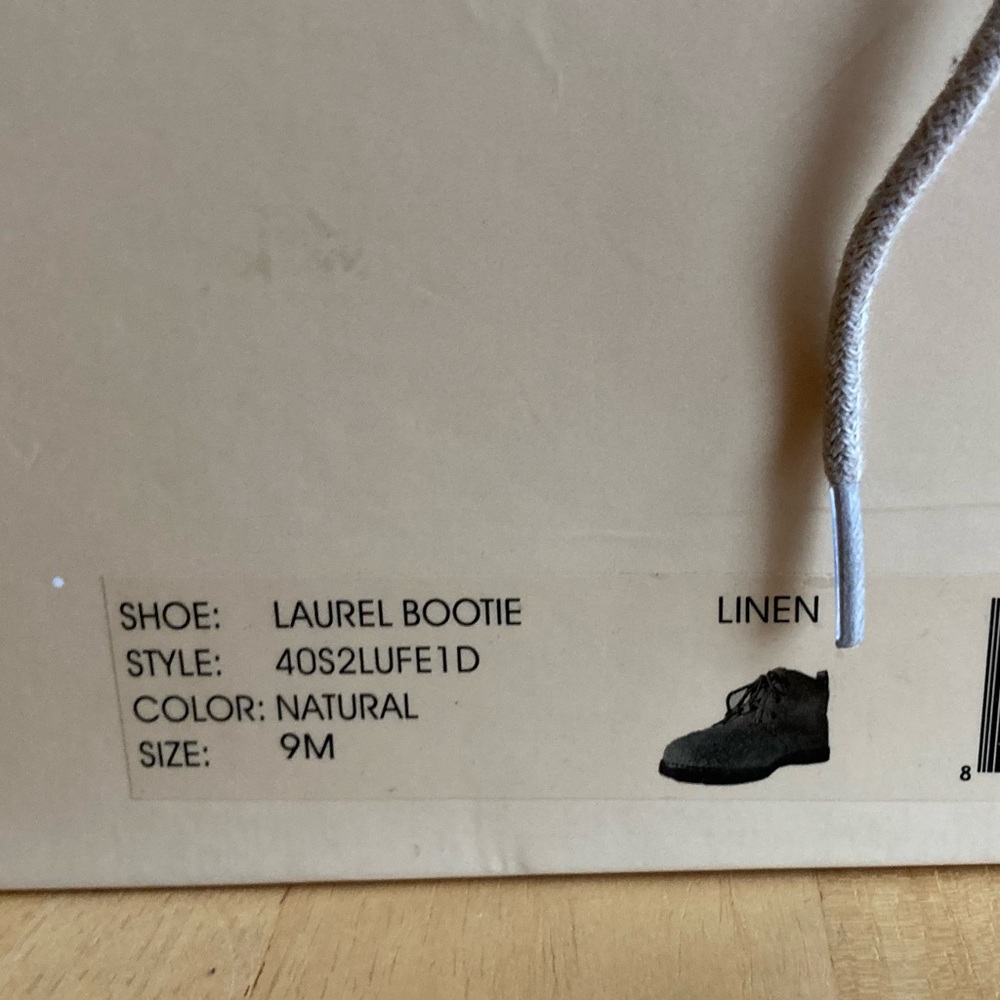 SHOE: LAUREL BOOTIE LINEN
STYLE: 40S2LUFE1D
COLOR: NATURAL
SIZE: 9M
8